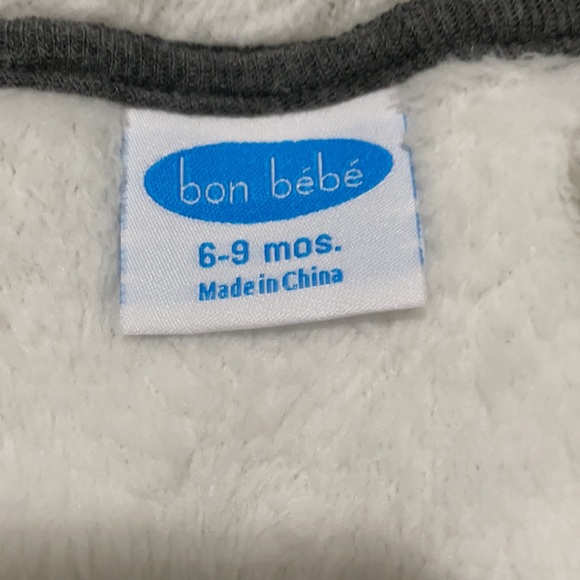 bon bébé
6-9 mos.
Made in China